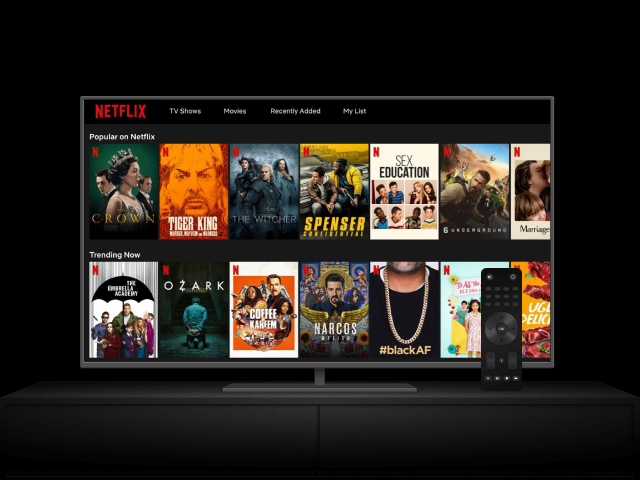 NETFLIX TV Shows Movies Recently Added My List
Popular on Netflix
N
N
N
N
N
N
N
THE
CROWN
TIGER KING
MURDER, MAYHEM AND MADNESS
THE WITCHER
SPENSER
CONFIDENTIAL
SEX
EDUCATION
6 UNDERGROUND
Marriage
Trending Now
N
N
N
N
N
N
THE
UMBRELLA
ACADEMY
OZARK
COFFEE
&
KAREEM
NARCOS
MEXICO
#blackAF
To All The
UGLY
DELICIOUS